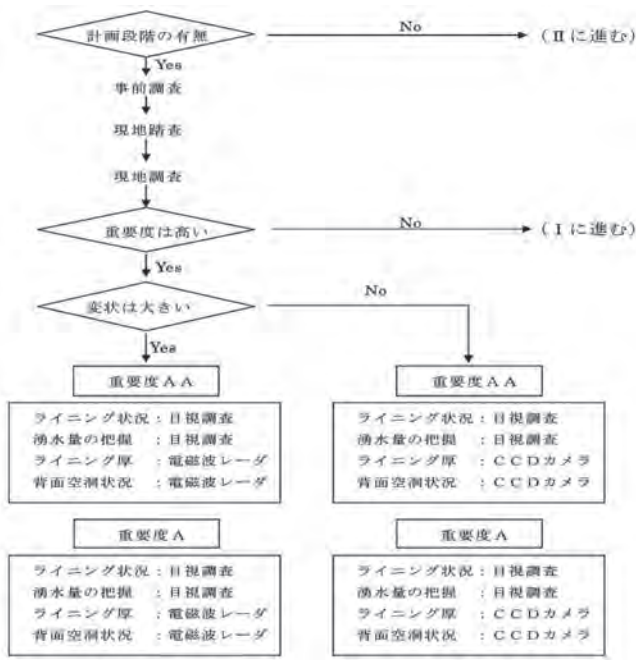 計画段階の有無
No
(Ⅱに進む)
Yes
事前調査
現地踏査
現地調査
重要度は高い
No
(Ⅰに進む)
Yes
変状は大きい
No
Yes
重要度AA
ライニング状況:目視調査
湧水量の把握 :目視調査
ライニング厚 :電磁波レーダ
背面空洞状況 :電磁波レーダ
重要度AA
ライニング状況:目視調査
湧水量の把握 :目視調査
ライニング厚 :CCDカメラ
背面空洞状況 :CCDカメラ
重要度A
ライニング状況:目視調査
湧水量の把握 :目視調査
ライニング厚 :電磁波レーダ
背面空洞状況 :電磁波レーダ
重要度A
ライニング状況:目視調査
湧水量の把握 :目視調査
ライニング厚 :CCDカメラ
背面空洞状況 :CCDカメラ